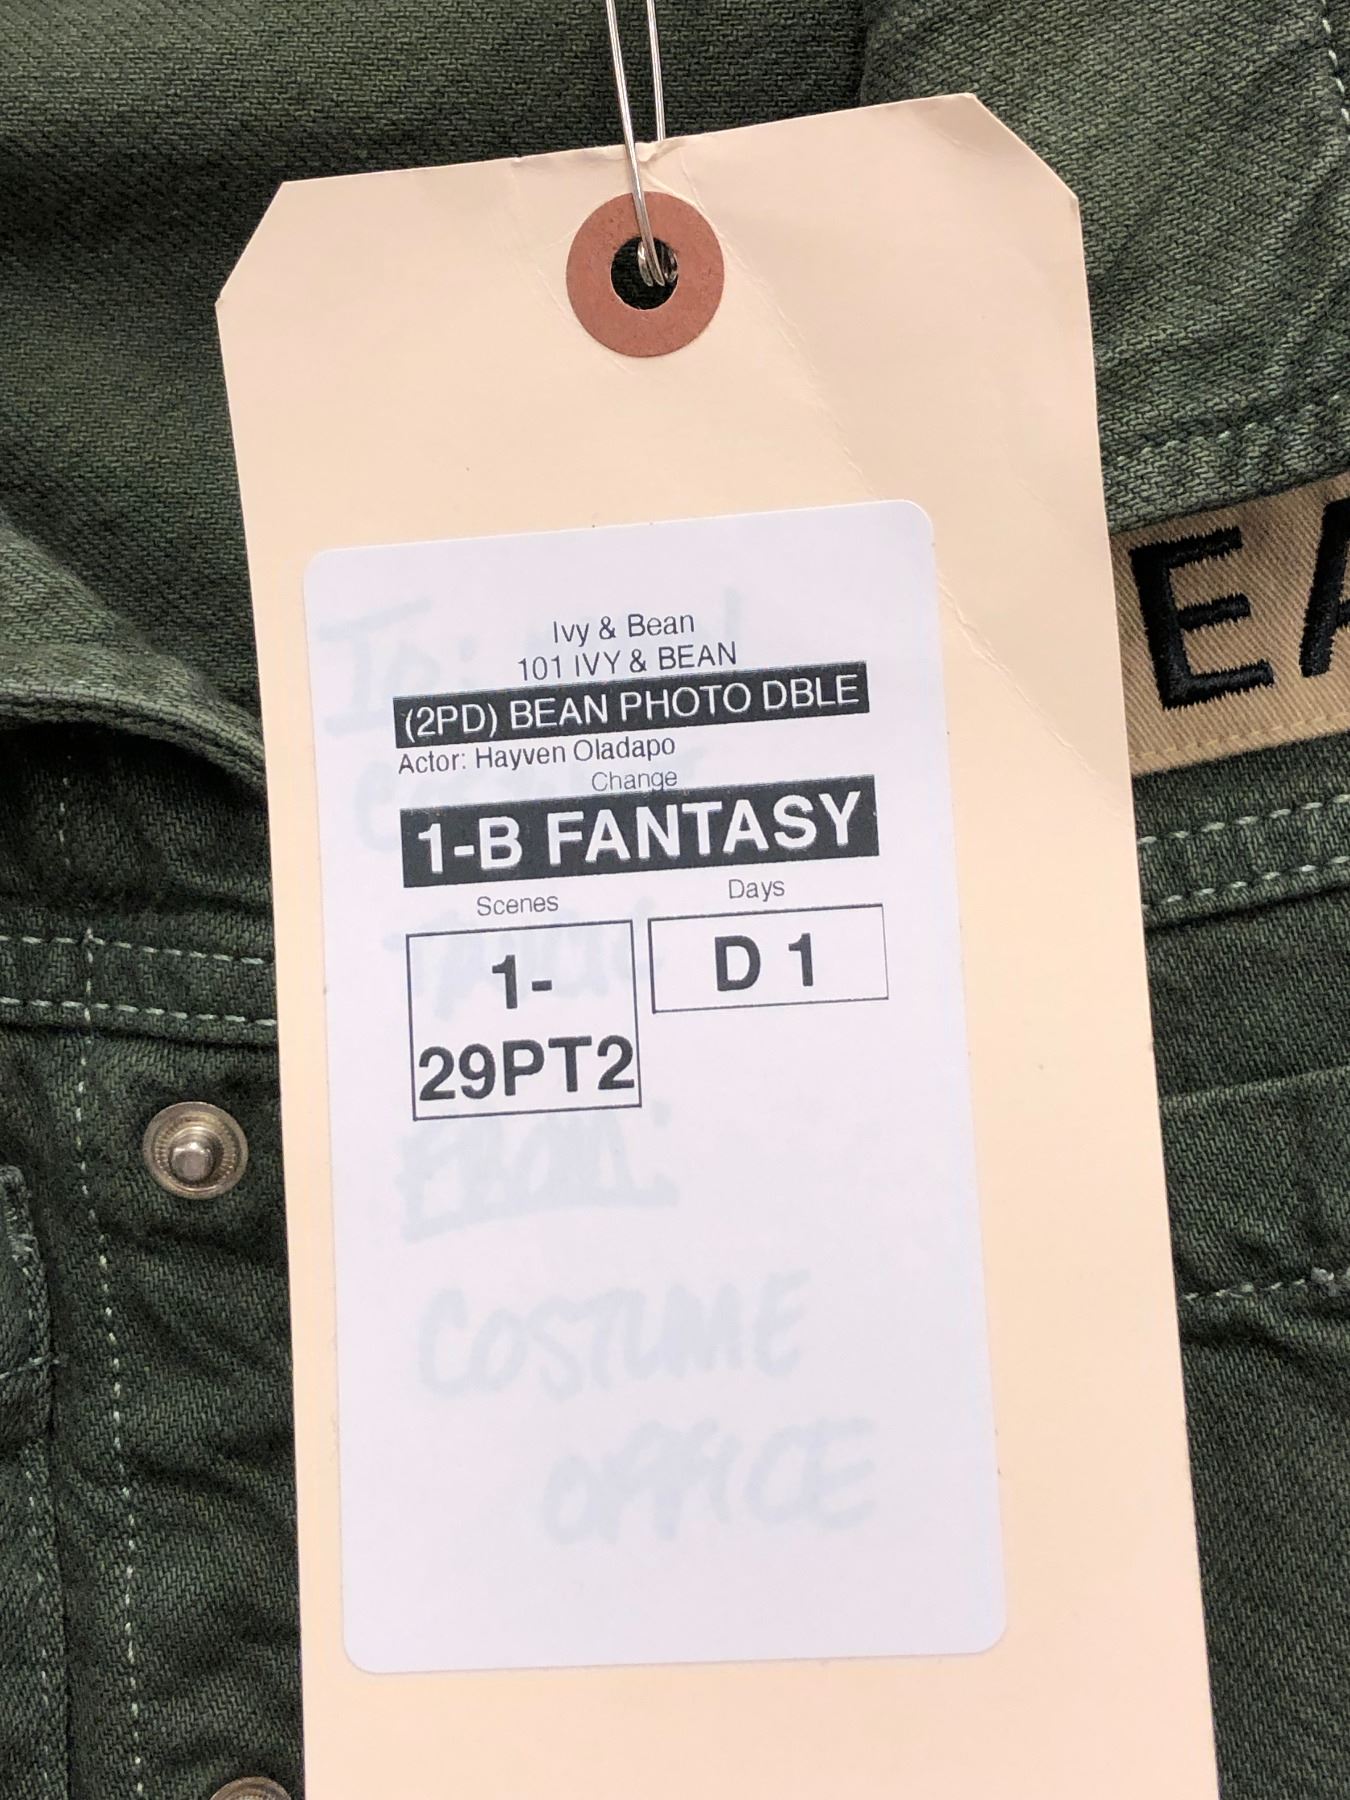 Ivy & Bean
101 IVY & BEAN
(2PD) BEAN PHOTO DBLE
Actor: Hayven Oladapo
Change
1-B FANTASY
Scenes
Days
1-
29PT2
D 1
COSTUME
OFFICE
EA